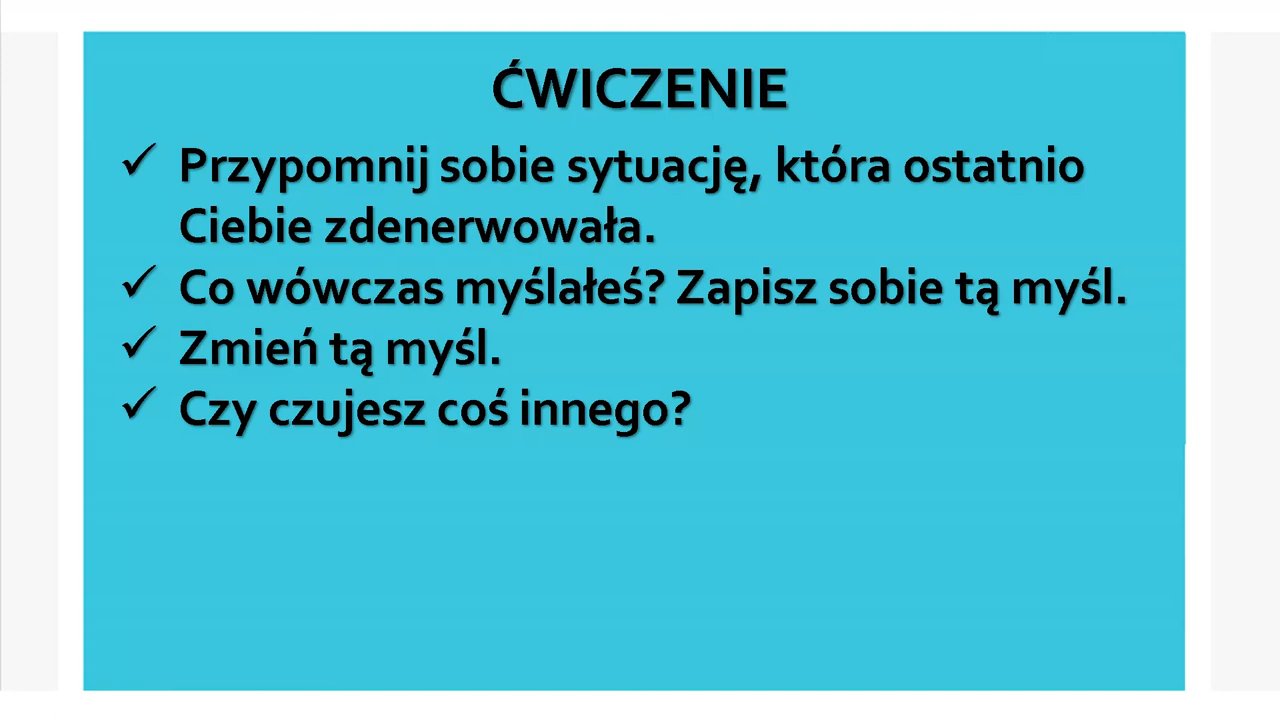 ĆWICZENIE
✓ Przypomnij sobie sytuację, która ostatnio
Ciebie zdenerwowała.
✓ Co wówczas myślałeś? Zapisz sobie tą myśl.
✓ Zmień tą myśl.
✓ Czy czujesz coś innego?